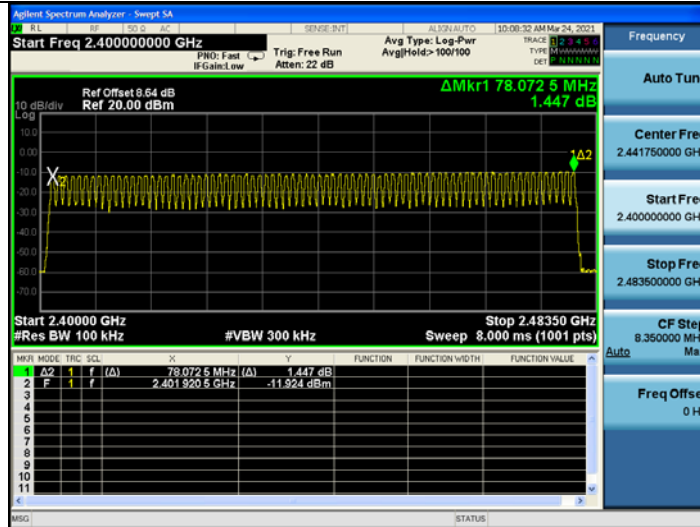 Agilent Spectrum Analyzer - Swept SA
RL RF 50 Ω AC SENSE:INT ALIGN AUTO 10:08:32 AM Mar 24, 2021
Start Freq 2.400000000 GHz
PNO: Fast
IFGain:Low
Trig: Free Run
Atten: 22 dB
Avg Type: Log-Pwr
Avg|Hold:>100/100
TRACE 1 2 3 4 5 6
TYPE M
DET P N N N N N
Ref Offset 8.64 dB
10 dB/div Ref 20.00 dBm
Log
ΔMkr1 78.072 5 MHz
1.447 dB
10.0
0.00
-10.0
-20.0
-30.0
-40.0
-50.0
-60.0
-70.0
1Δ2
2
Start 2.40000 GHz
Stop 2.48350 GHz
#Res BW 100 kHz #VBW 300 kHz Sweep 8.000 ms (1001 pts)
MKR MODE TRC SCL X Y FUNCTION FUNCTION WIDTH FUNCTION VALUE
1 Δ2 1 f (Δ) 78.072 5 MHz (Δ) 1.447 dB
2 F 1 f 2.401 920 5 GHz -11.924 dBm
3
4
5
6
7
8
9
10
11
MSG STATUS
Frequency
Auto Tun
Center Fre
2.441750000 GH
Start Fre
2.400000000 GH
Stop Fre
2.483500000 GH
CF Ste
8.350000 MH
Auto Ma
Freq Offse
0 H